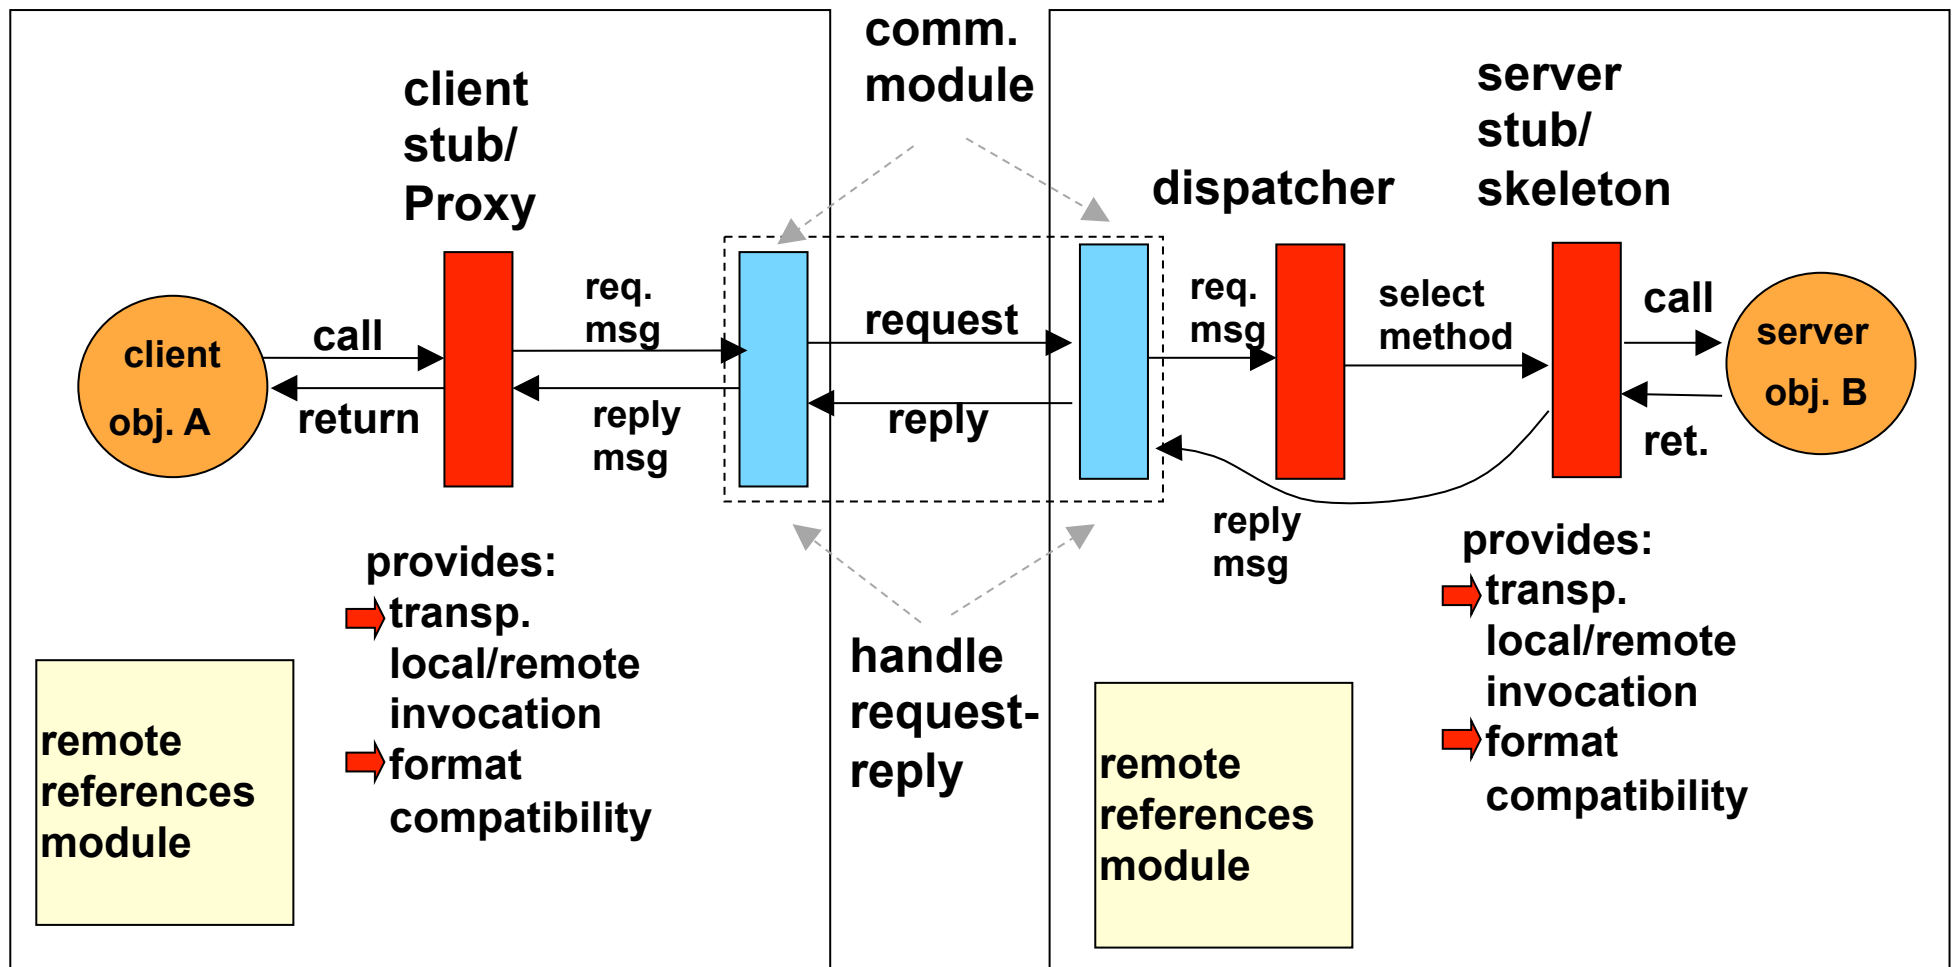 comm.
module
client
stub/
Proxy
server
stub/
skeleton
dispatcher
client
obj. A
call
return
req.
msg
reply
msg
request
reply
req.
msg
select
method
call
ret.
server
obj. B
reply
msg
provides:
transp.
local/remote
invocation
format
compatibility
handle
request-
reply
provides:
transp.
local/remote
invocation
format
compatibility
remote
references
module
remote
references
module